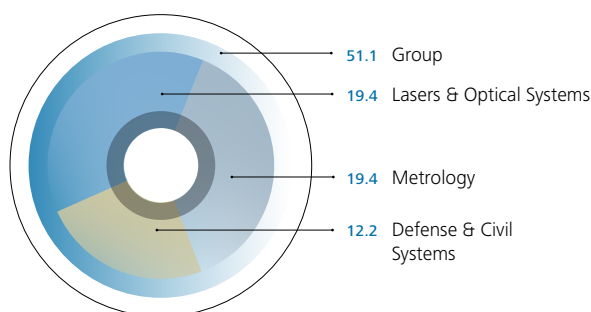 51.1 Group
19.4 Lasers & Optical Systems
19.4 Metrology
12.2 Defense & Civil
Systems